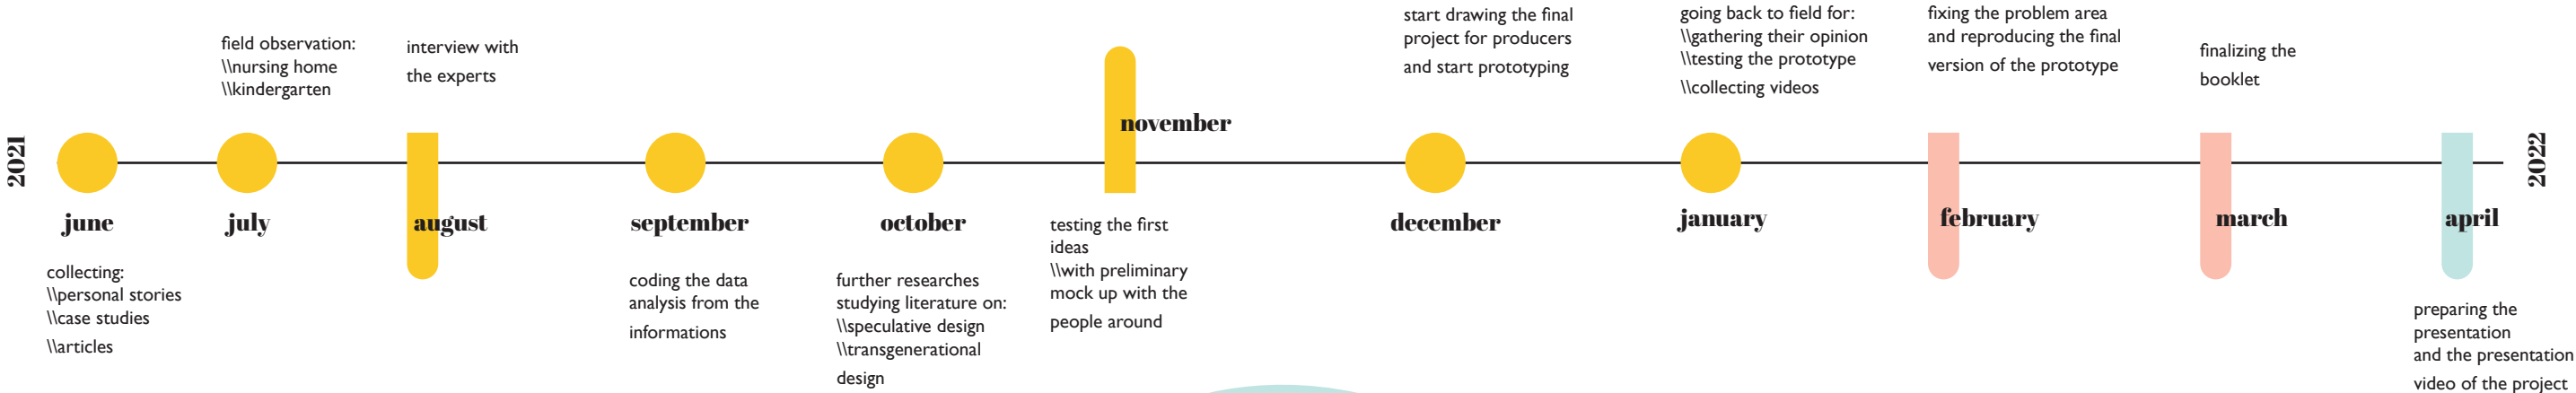 2021
june
collecting:
\\personal stories
\\case studies
\\articles
field observation:
\\nursing home
\\kindergarten
july
interview with
the experts
august
september
coding the data
analysis from the
informations
october
further researches
studying literature on:
\\speculative design
\\transgenerational
design
november
testing the first
ideas
\\with preliminary
mock up with the
people around
start drawing the final
project for producers
and start prototyping
december
going back to field for:
\\gathering their opinion
\\testing the prototype
\\collecting videos
january
fixing the problem area
and reproducing the final
version of the prototype
february
finalizing the
booklet
march
april
preparing the
presentation
and the presentation
video of the project
2022